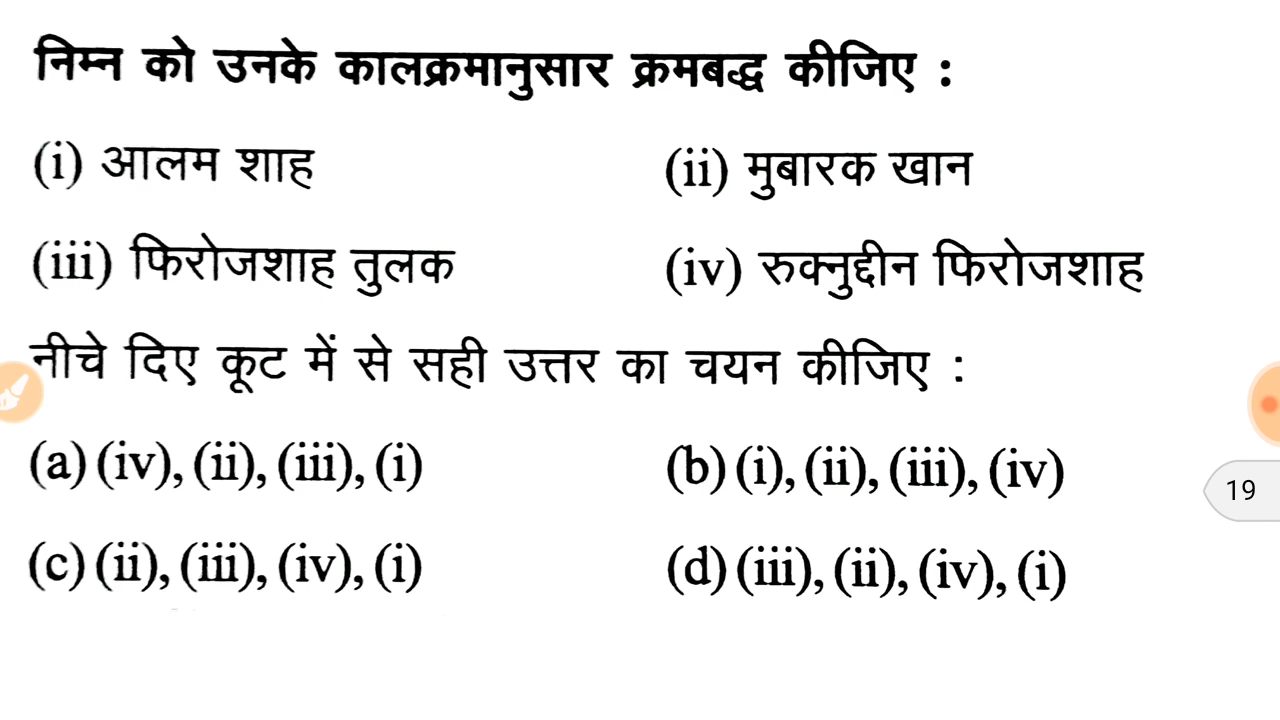 निम्न को उनके कालक्रमानुसार क्रमबद्ध कीजिए :
(i) आलम शाह (ii) मुबारक खान
(iii) फिरोजशाह तुलक (iv) रुक्नुद्दीन फिरोजशाह
नीचे दिए कूट में से सही उत्तर का चयन कीजिए :
(a) (iv), (ii), (iii), (i) (b) (i), (ii), (iii), (iv)
19
(c) (ii), (iii), (iv), (i) (d) (iii), (ii), (iv), (i)